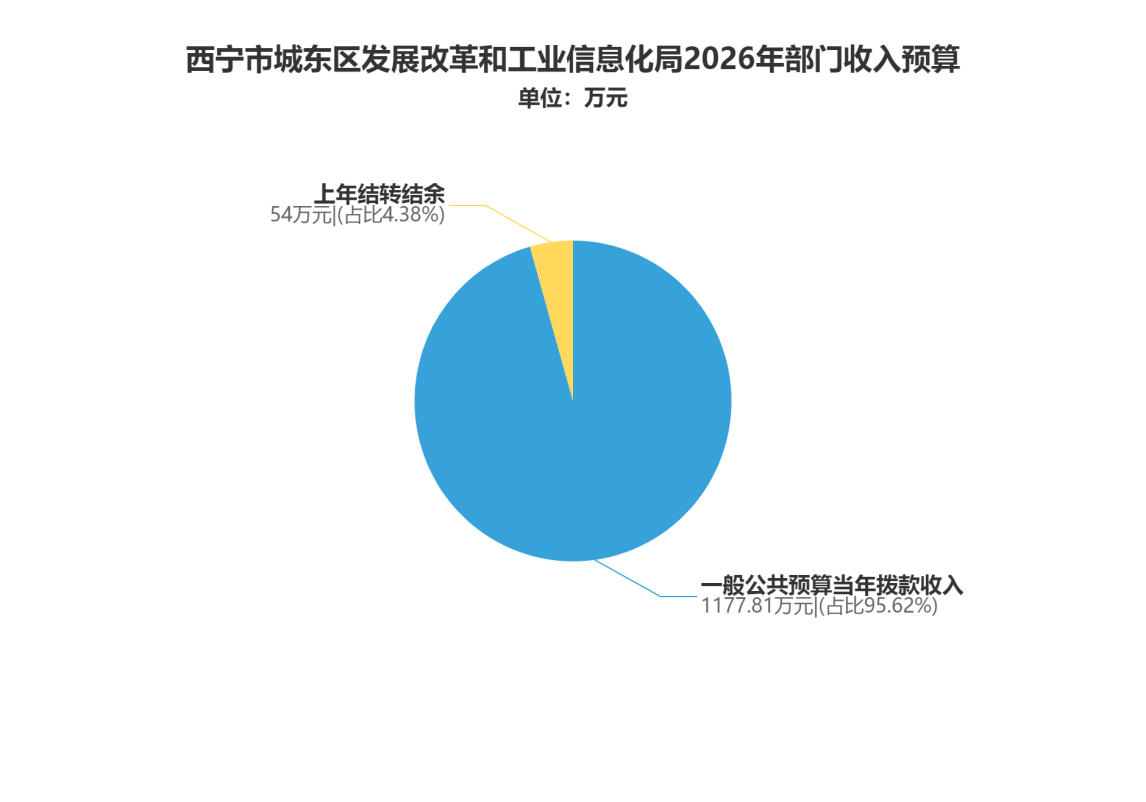 西宁市城东区发展改革和工业信息化局2026年部门收入预算
单位：万元
上年结转结余
54万元|(占比4.38%)
一般公共预算当年拨款收入
1177.81万元|(占比95.62%)